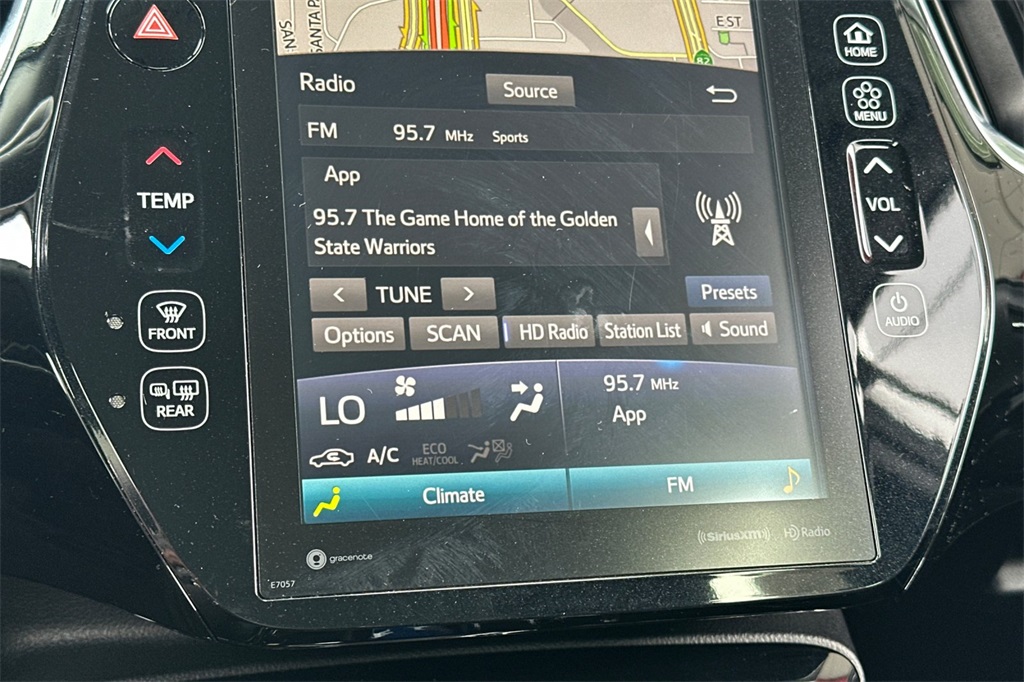 SAN
SANTA
EST
82
HOME
Radio
Source
MENU
FM 95.7 MHz Sports
App
TEMP
VOL
95.7 The Game Home of the Golden
State Warriors
< TUNE >
Presets
AUDIO
FRONT
Options SCAN HD Radio Station List Sound
REAR
LO
95.7 MHz
App
A/C ECO
HEAT/COOL
Climate
FM
gracenote
SiriusXM HD Radio
E7057